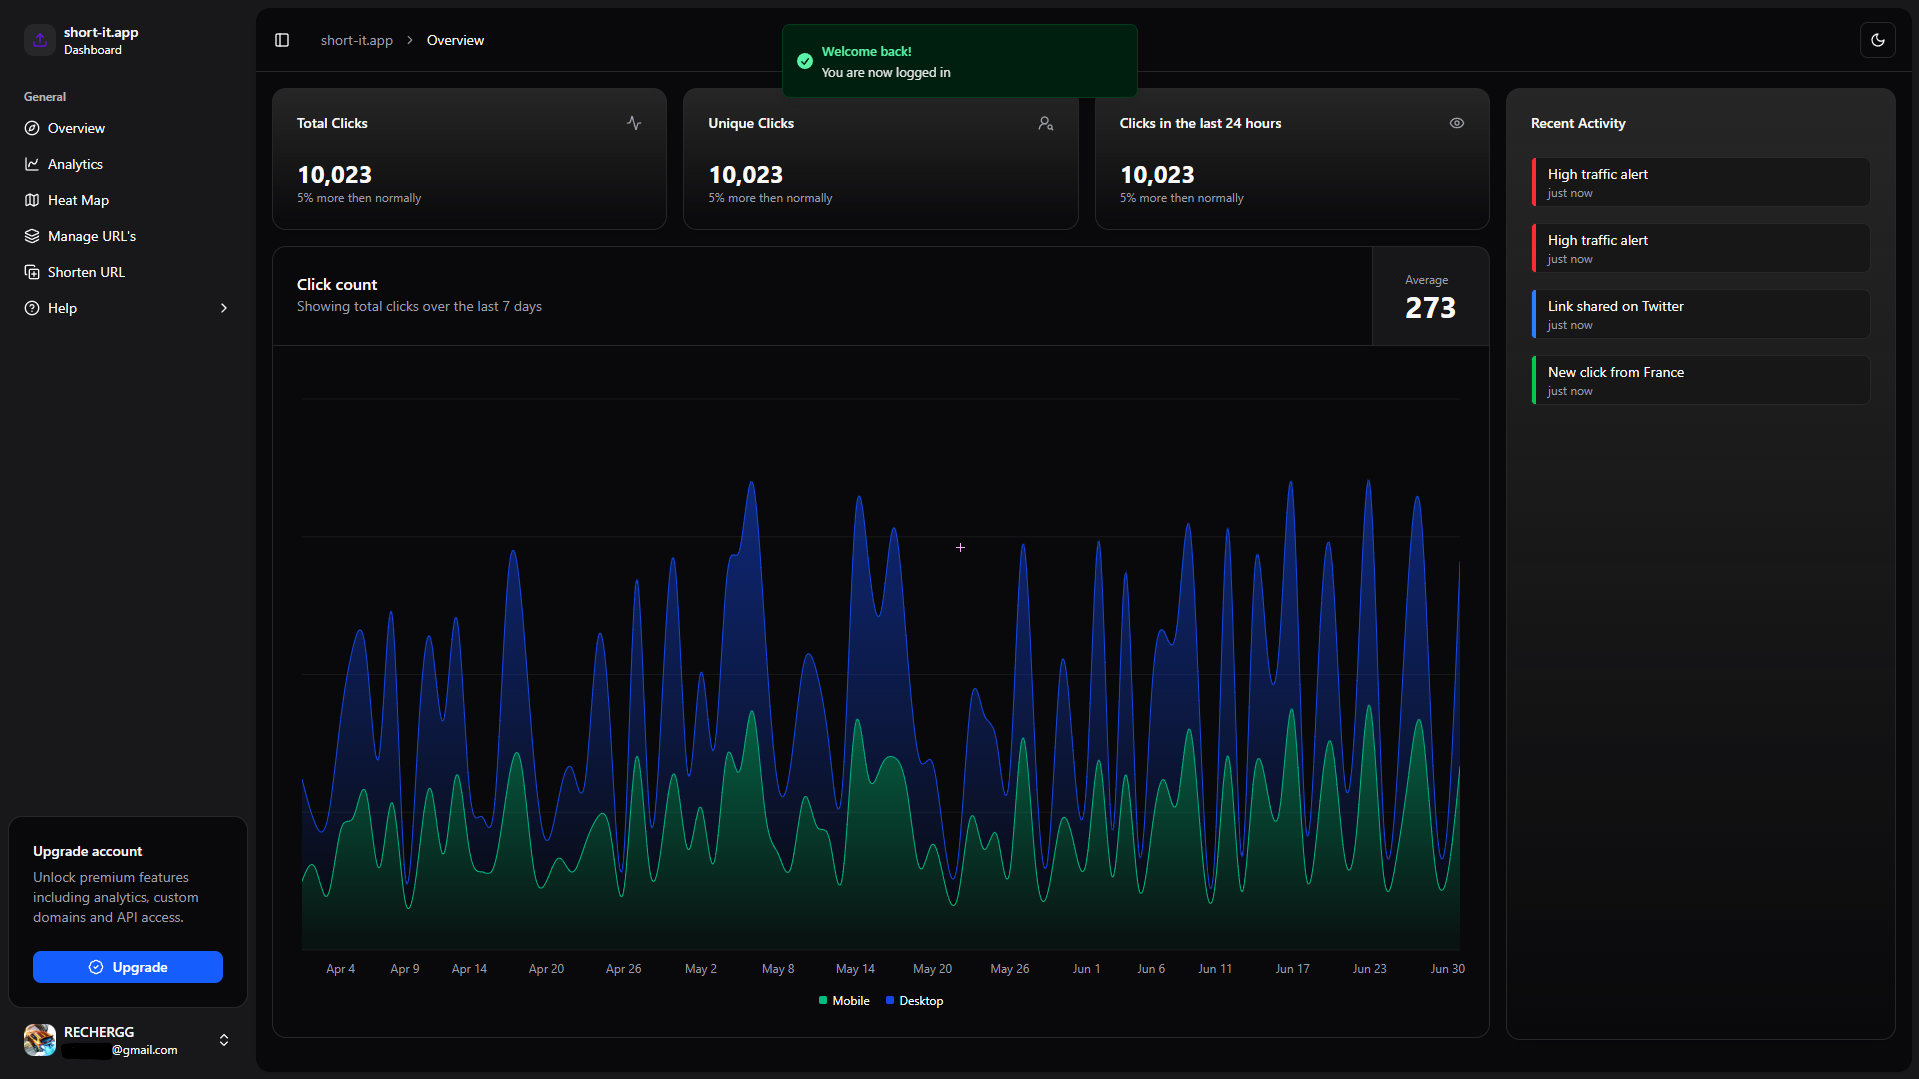 short-it.app
Dashboard
General
Overview
Analytics
Heat Map
Manage URL's
Shorten URL
Help
Upgrade account
Unlock premium features
including analytics, custom
domains and API access.
Upgrade
RECHERGG
@gmail.com
short-it.app
Overview
Welcome back!
You are now logged in
Total Clicks
10,023
5% more then normally
Unique Clicks
10,023
5% more then normally
Clicks in the last 24 hours
10,023
5% more then normally
Click count
Showing total clicks over the last 7 days
Average
273
Apr 4 Apr 9 Apr 14 Apr 20 Apr 26 May 2 May 8 May 14 May 20 May 26 Jun 1 Jun 6 Jun 11 Jun 17 Jun 23 Jun 30
Mobile Desktop
Recent Activity
High traffic alert
just now
High traffic alert
just now
Link shared on Twitter
just now
New click from France
just now